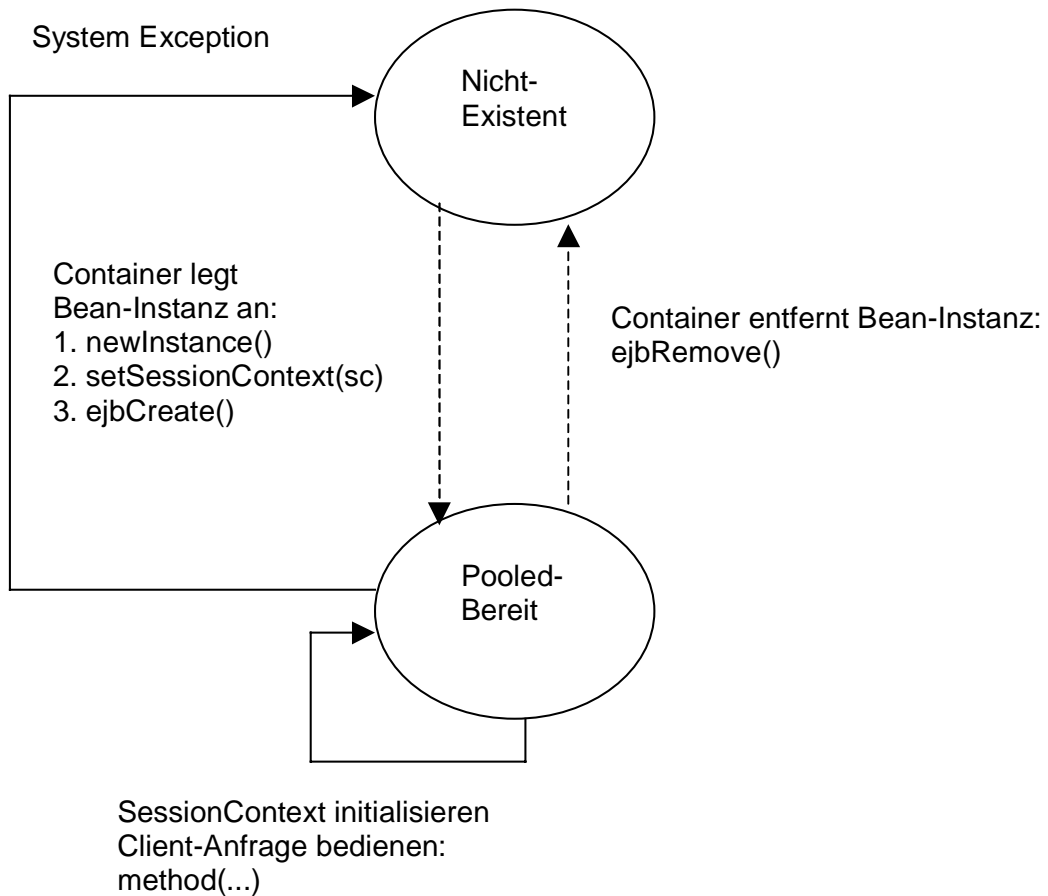 System Exception
Nicht-
Existent
Container legt
Bean-Instanz an:
1. newInstance()
2. setSessionContext(sc)
3. ejbCreate()
Container entfernt Bean-Instanz:
ejbRemove()
Pooled-
Bereit
SessionContext initialisieren
Client-Anfrage bedienen:
method(...)